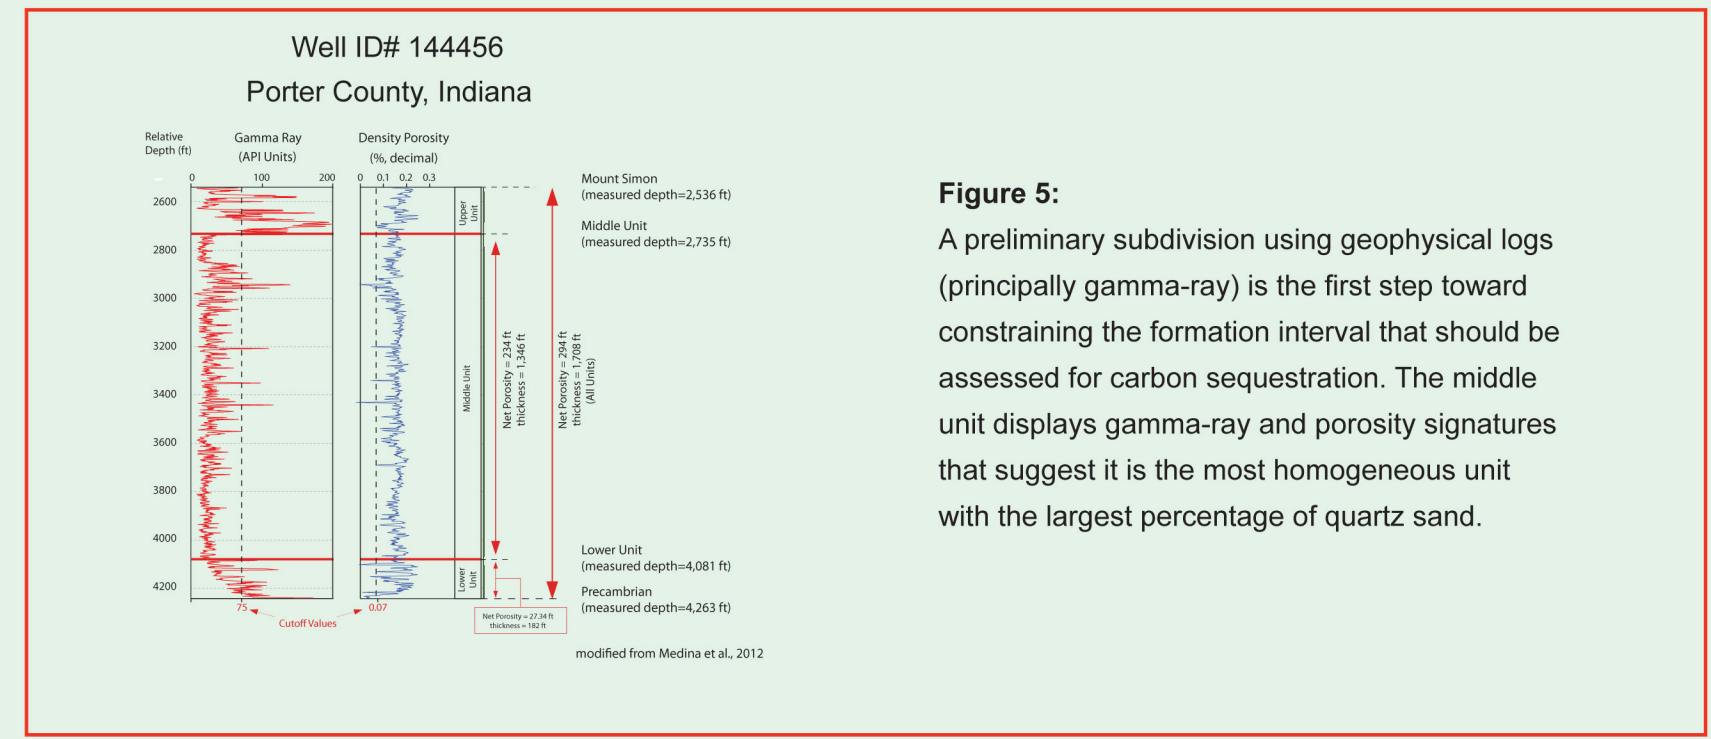 Well ID# 144456
Porter County, Indiana
Relative
Depth (ft)
Gamma Ray
(API Units)
Density Porosity
(%, decimal)
0 100 200
0 0.1 0.2 0.3
2600
2800
3000
3200
3400
3600
3800
4000
4200
Upper
Unit
Middle Unit
Lower
Unit
Net Porosity = 234 ft
thickness = 1,346 ft
Net Porosity = 294 ft
thickness = 1,708 ft
(All Units)
Mount Simon
(measured depth=2,536 ft)
Middle Unit
(measured depth=2,735 ft)
Lower Unit
(measured depth=4,081 ft)
Precambrian
(measured depth=4,263 ft)
75
0.07
Cutoff Values
Net Porosity = 27.34 ft
thickness = 182 ft
modified from Medina et al., 2012
Figure 5:
A preliminary subdivision using geophysical logs
(principally gamma-ray) is the first step toward
constraining the formation interval that should be
assessed for carbon sequestration. The middle
unit displays gamma-ray and porosity signatures
that suggest it is the most homogeneous unit
with the largest percentage of quartz sand.